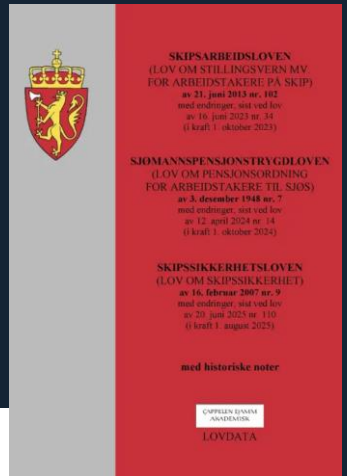 SKIPSARBEIDSLOVEN
(LOV OM STILLINGSVERN MV.
FOR ARBEIDSTAKERE PÅ SKIP)
av 21. juni 2013 nr. 102
med endringer, sist ved lov
av 16. juni 2023 nr. 34
(i kraft 1. oktober 2023)
SJØMANNSPENSJONSTRYGDLOVEN
(LOV OM PENSJONSORDNING
FOR ARBEIDSTAKERE TIL SJØS)
av 3. desember 1948 nr. 7
med endringer, sist ved lov
av 12. april 2024 nr. 14
(i kraft 1. oktober 2024)
SKIPSSIKKERHETSLOVEN
(LOV OM SKIPSSIKKERHET)
av 16. februar 2007 nr. 9
med endringer, sist ved lov
av 20. juni 2025 nr. 110
(i kraft 1. august 2025)
med historiske noter
CAPPELEN DAMM
AKADEMISK
LOVDATA